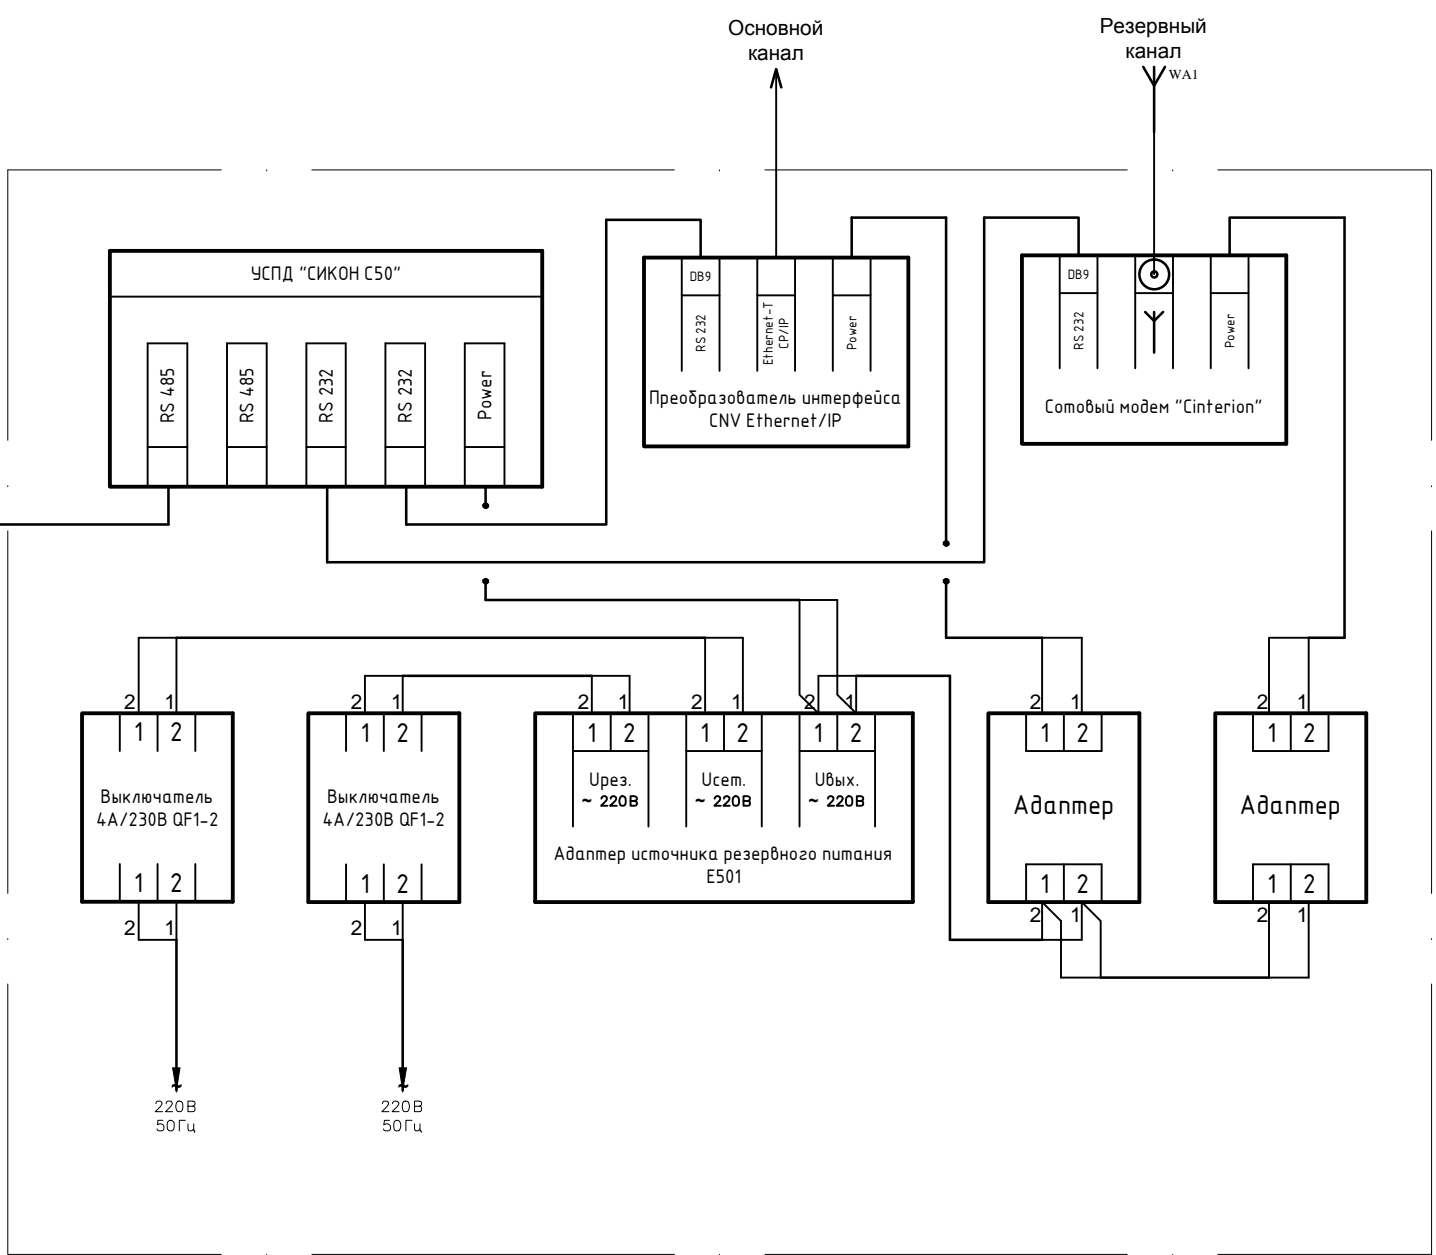 Основной
канал
Резервный
канал
WA1
УСПД "СИКОН С50"
RS 485
RS 485
RS 232
RS 232
Power
DB9
RS 232
Ethernet-T
CP/IP
Power
Преобразователь интерфейса
CNV Ethernet/IP
DB9
RS 232
Power
Сотовый модем "Cinterion"
2 1
1 2
Выключатель
4А/230В QF1-2
1 2
2 1
220В
50Гц
2 1
1 2
Выключатель
4А/230В QF1-2
1 2
2 1
220В
50Гц
2 1
2 1
2 1
1 2
1 2
1 2
Uрез.
~ 220В
Uсет.
~ 220В
Uвых.
~ 220В
Адаптер источника резервного питания
Е501
2 1
1 2
Адаптер
1 2
2 1
2 1
1 2
Адаптер
1 2
2 1